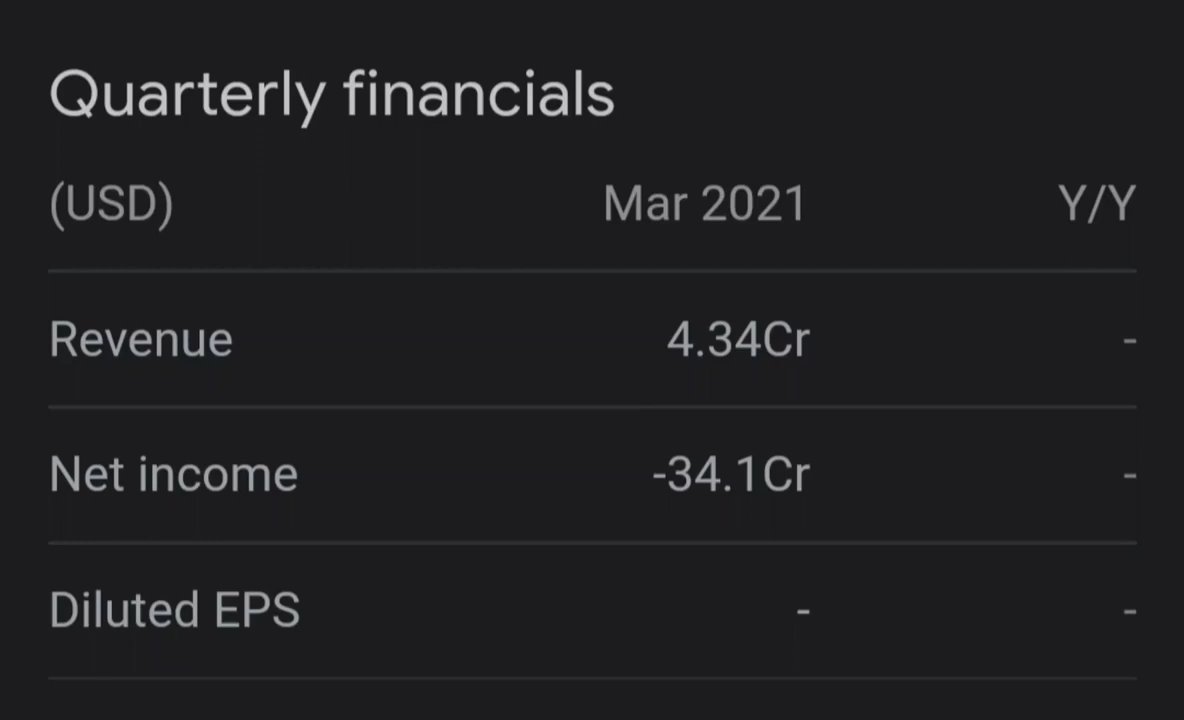 Quarterly financials
(USD) Mar 2021 Y/Y
Revenue 4.34Cr -
Net income -34.1Cr -
Diluted EPS - -